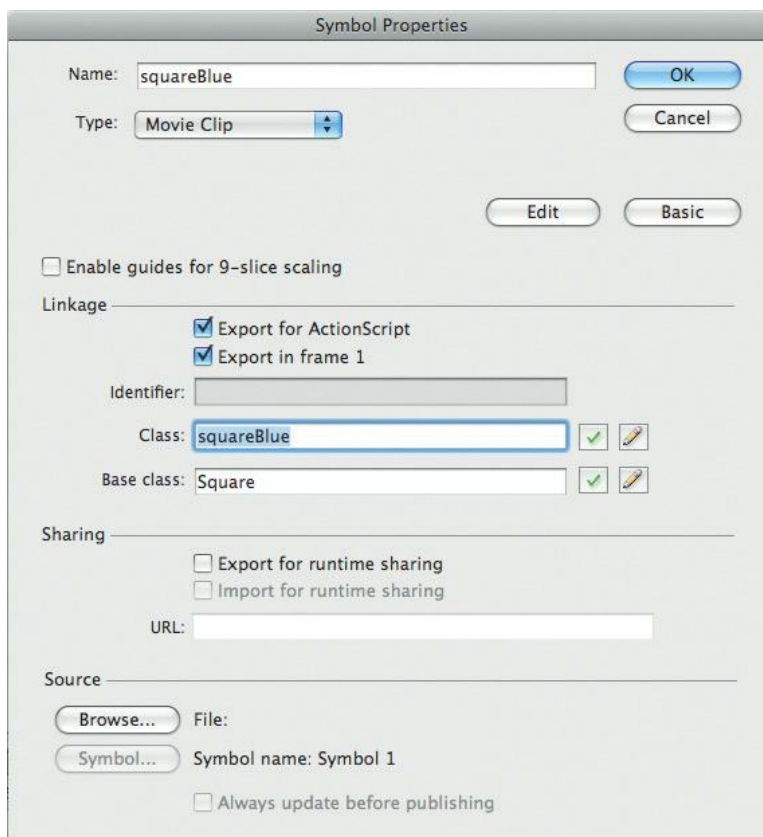 Symbol Properties
Name: squareBlue
OK
Type: Movie Clip
Cancel
Edit
Basic
Enable guides for 9-slice scaling
Linkage
Export for ActionScript
Export in frame 1
Identifier:
Class: squareBlue
Base class: Square
Sharing
Export for runtime sharing
Import for runtime sharing
URL:
Source
Browse... File:
Symbol... Symbol name: Symbol 1
Always update before publishing